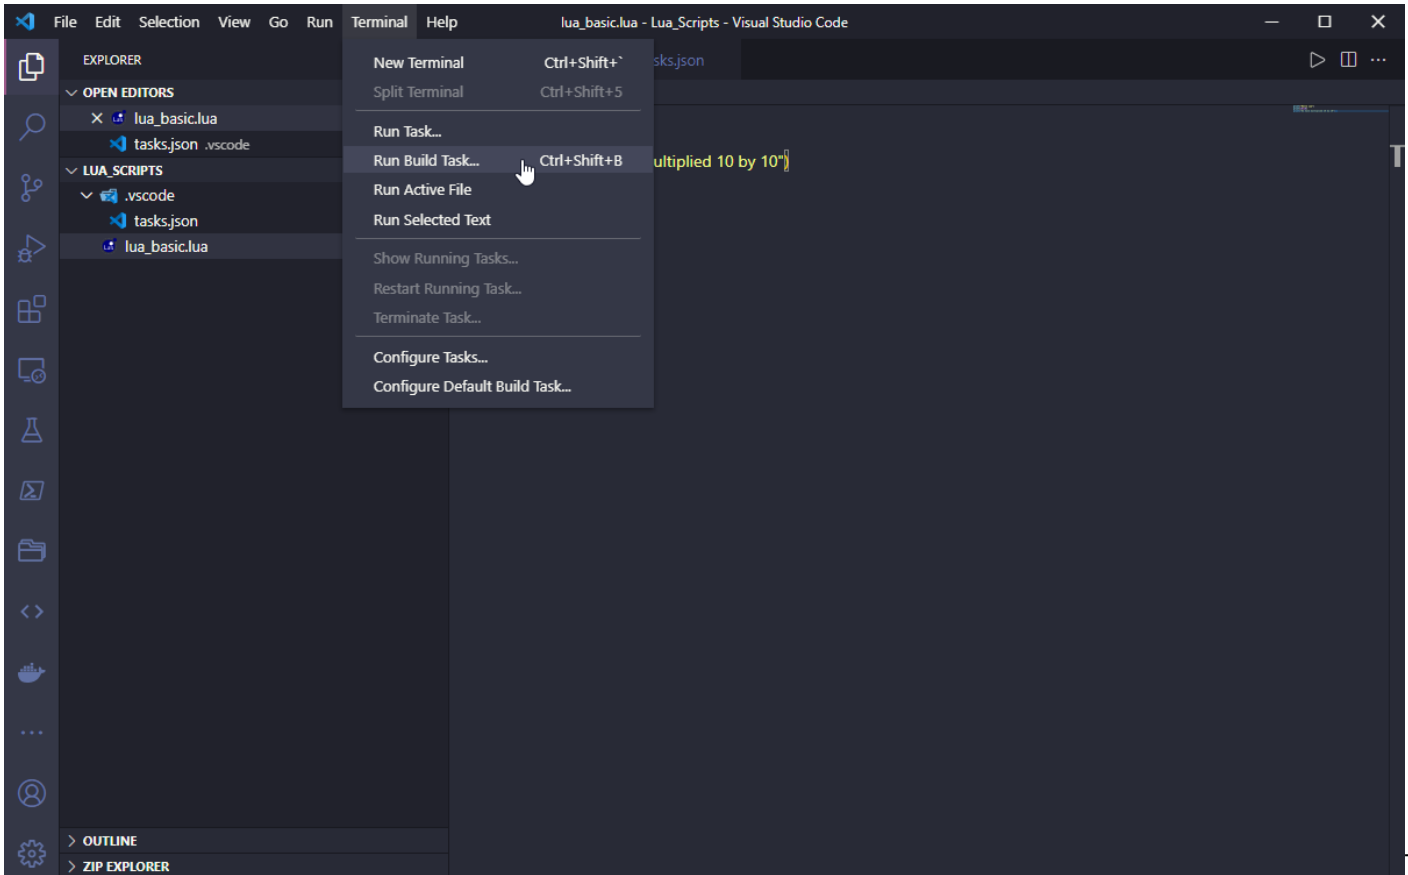 File Edit Selection View Go Run Terminal Help lua_basic.lua - Lua_Scripts - Visual Studio Code
EXPLORER
OPEN EDITORS
lua_basic.lua
tasks.json .vscode
LUA_SCRIPTS
.vscode
tasks.json
lua_basic.lua
OUTLINE
ZIP EXPLORER
New Terminal Ctrl+Shift+`
Split Terminal Ctrl+Shift+5
Run Task...
Run Build Task... Ctrl+Shift+B
Run Active File
Run Selected Text
Show Running Tasks...
Restart Running Task...
Terminate Task...
Configure Tasks...
Configure Default Build Task...
sks.json
ultiplied 10 by 10")